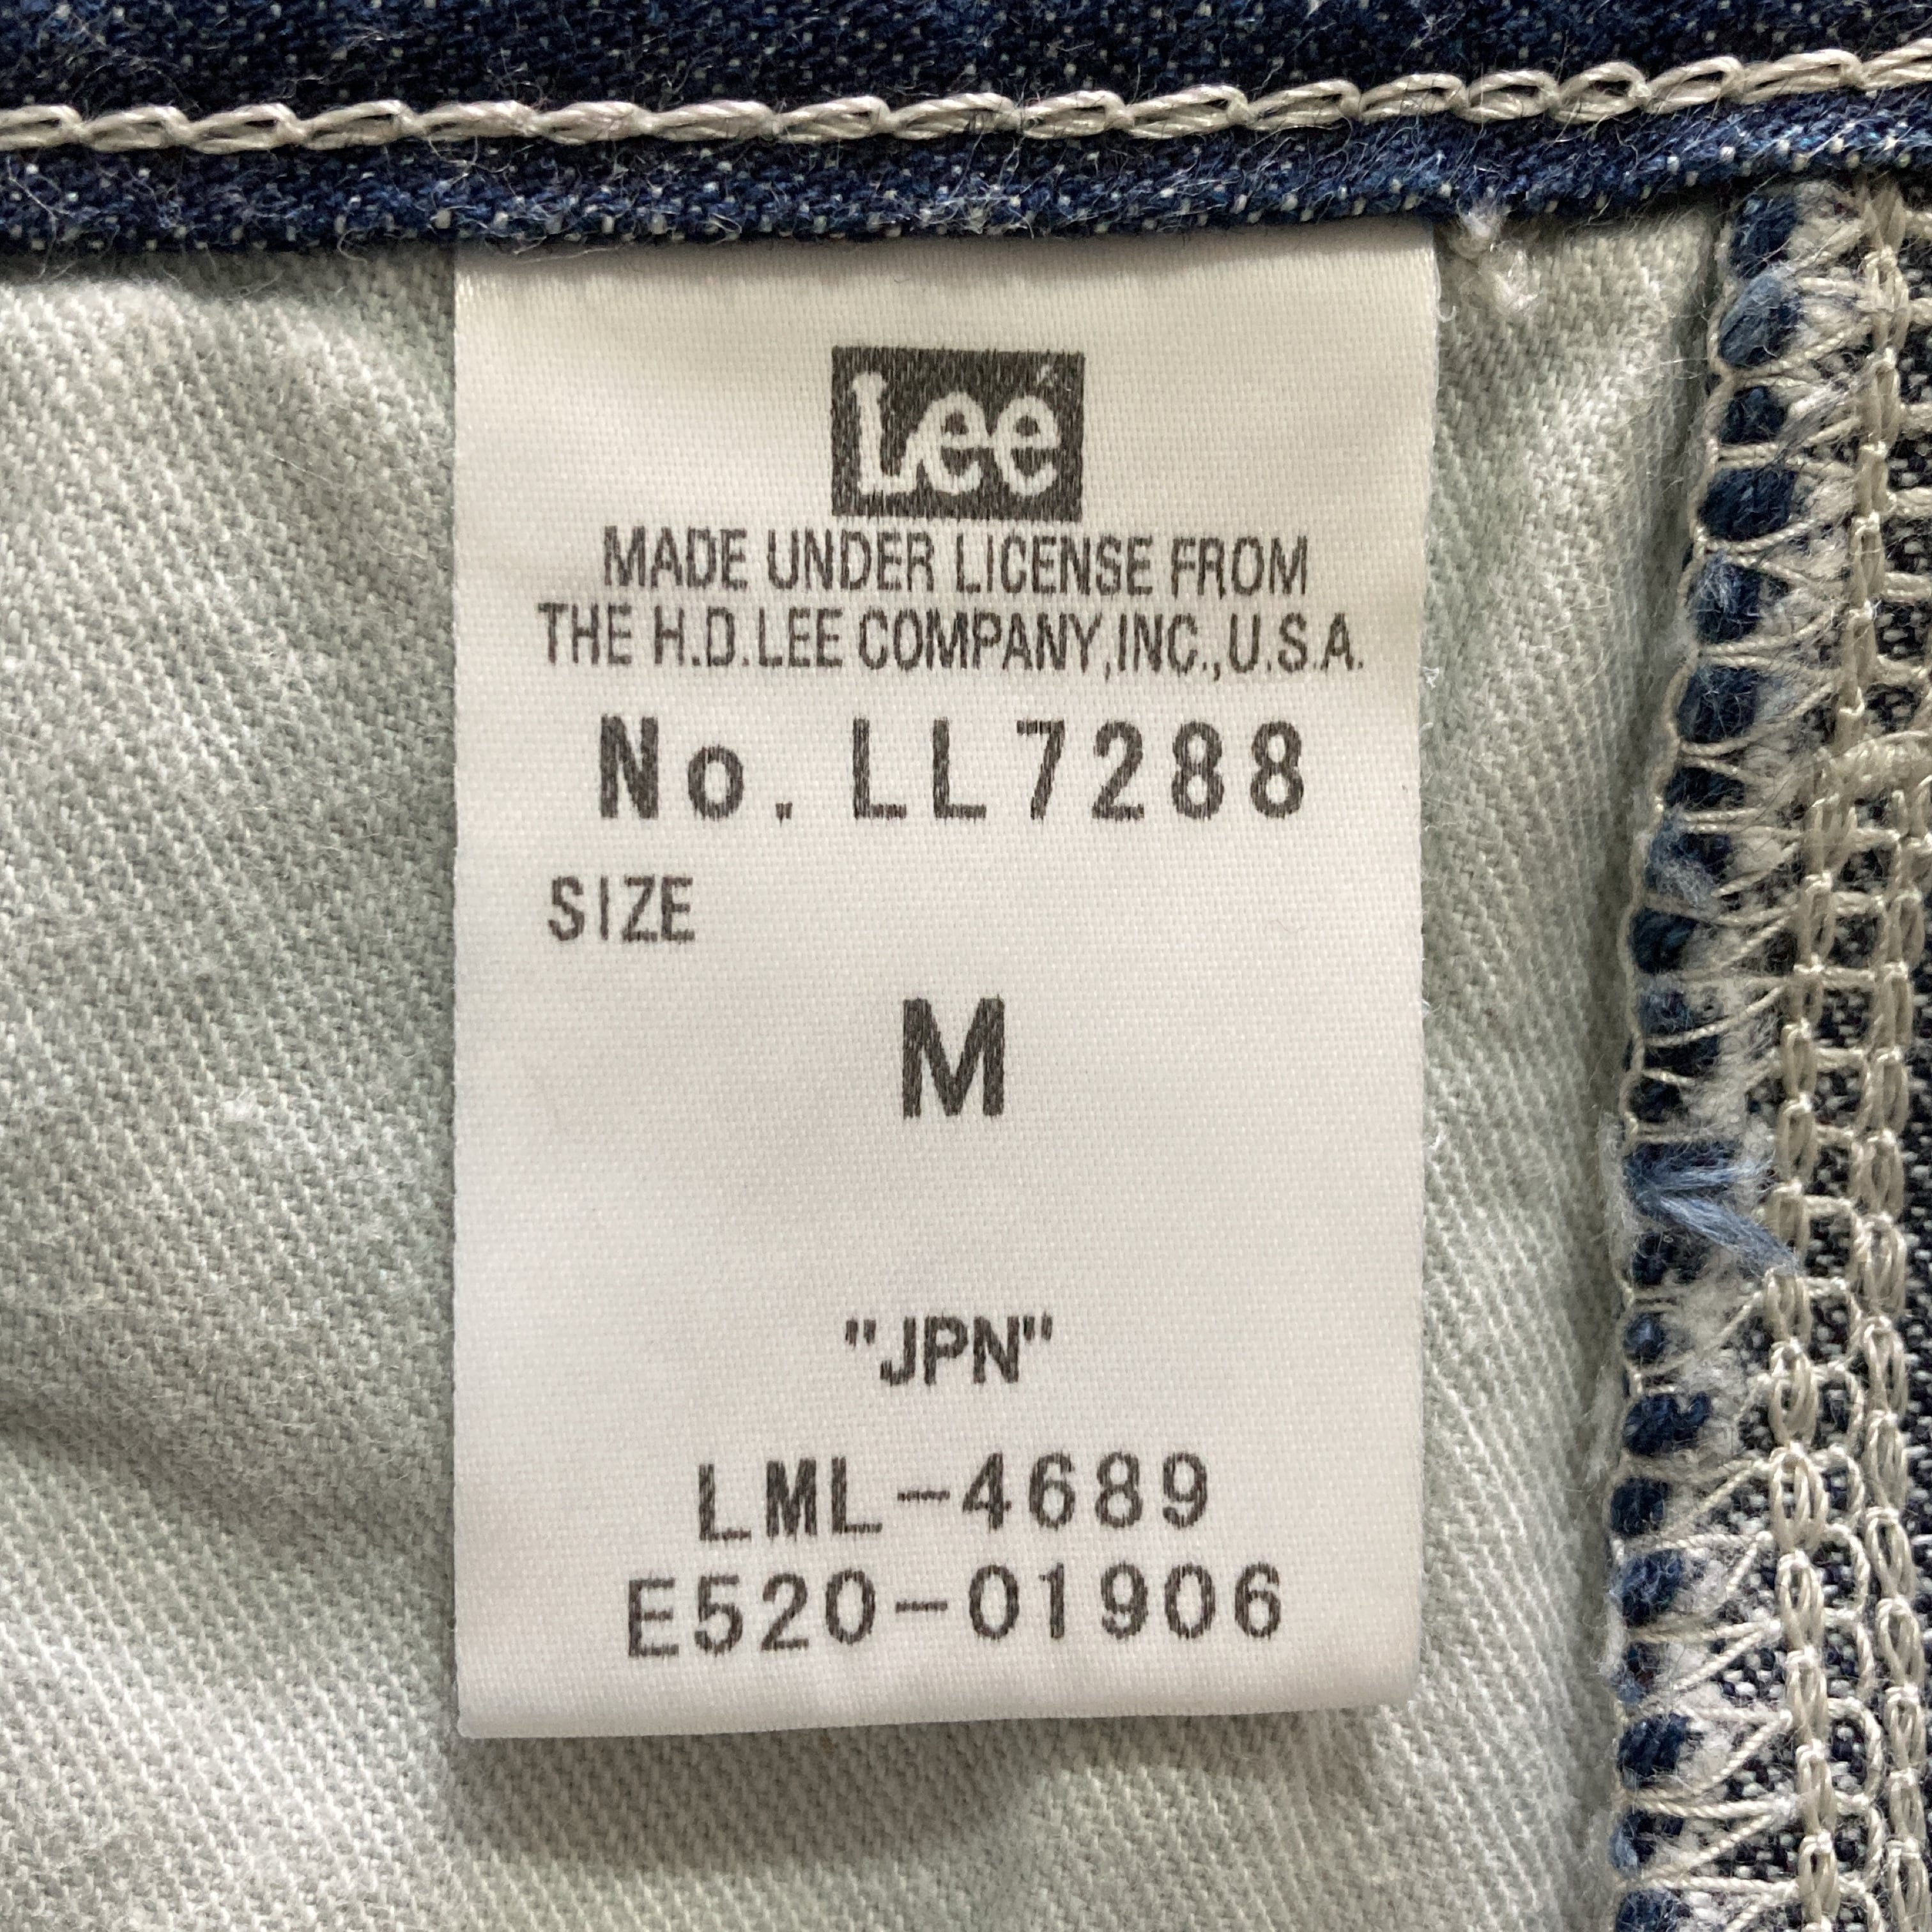 Lee
MADE UNDER LICENSE FROM
THE H.D.LEE COMPANY,INC.,U.S.A.
No. LL7288
SIZE
M
"JPN"
LML-4689
E520-01906